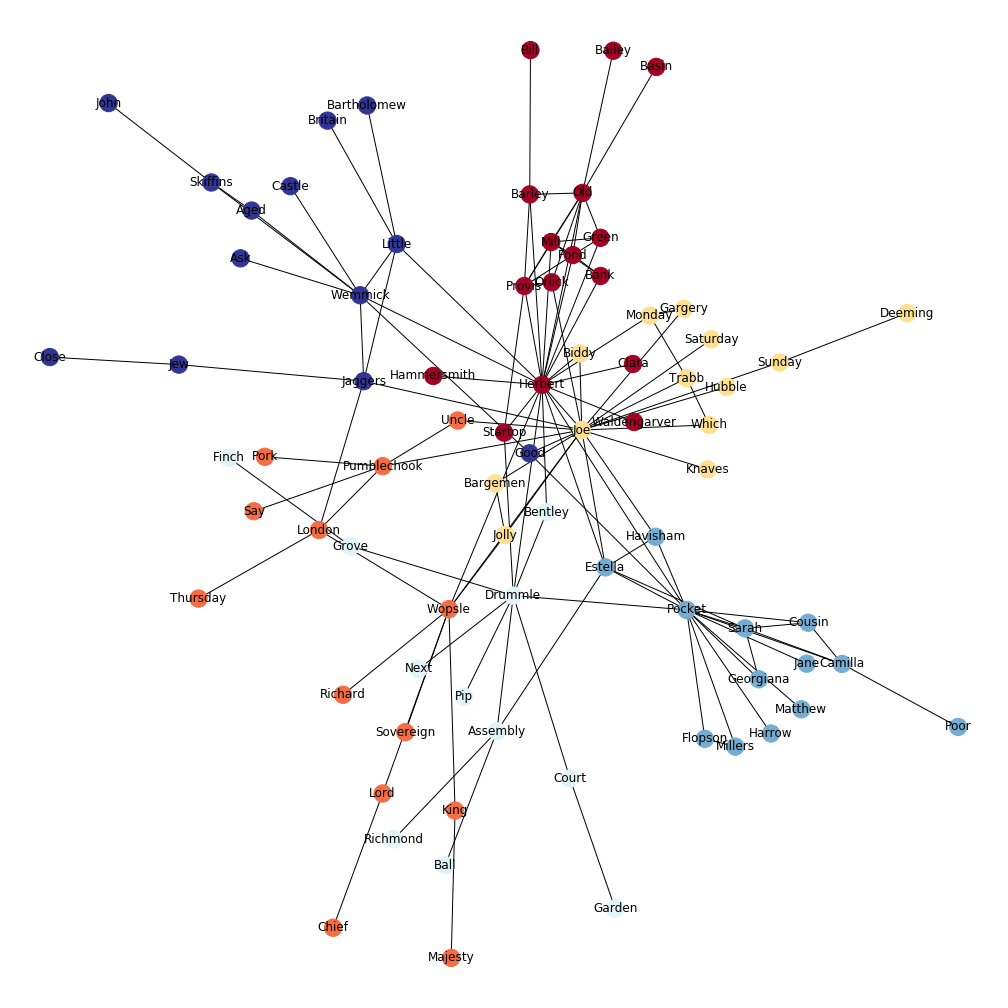 Bill
Bailey
Basin
John
Bartholomew
Britain
Skiffins
Castle
Barley
Old
Aged
Green
Mill
Little
Pond
Ask
Bank
Orlick
Provis
Wemmick
Gargery
Monday
Deeming
Saturday
Biddy
Close
Sunday
Jew
Clara
Hammersmith
Trabb
Jaggers
Herbert
Hubble
Uncle
Waldengarver
Which
Startop
Joe
Good
Finch
Pork
Pumblechook
Knaves
Bargemen
Say
Bentley
London
Jolly
Havisham
Grove
Estella
Drummle
Thursday
Wopsle
Pocket
Cousin
Sarah
Jane
Camilla
Next
Georgiana
Richard
Pip
Matthew
Poor
Sovereign
Assembly
Harrow
Flopson
Millers
Court
Lord
King
Richmond
Ball
Garden
Chief
Majesty